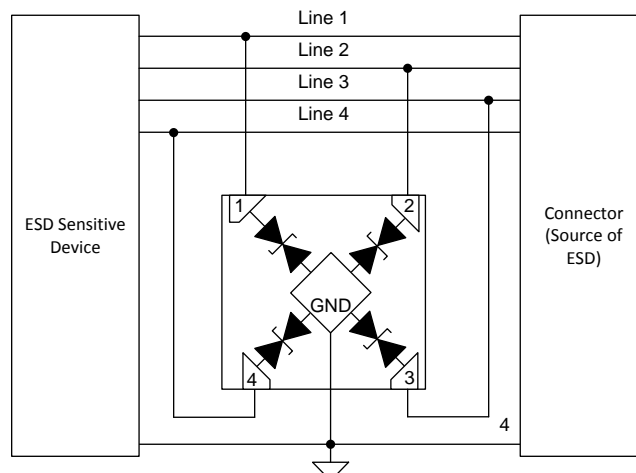 Line 1
Line 2
Line 3
Line 4
1
2
ESD Sensitive
Device
Connector
(Source of
ESD)
GND
4
3
4